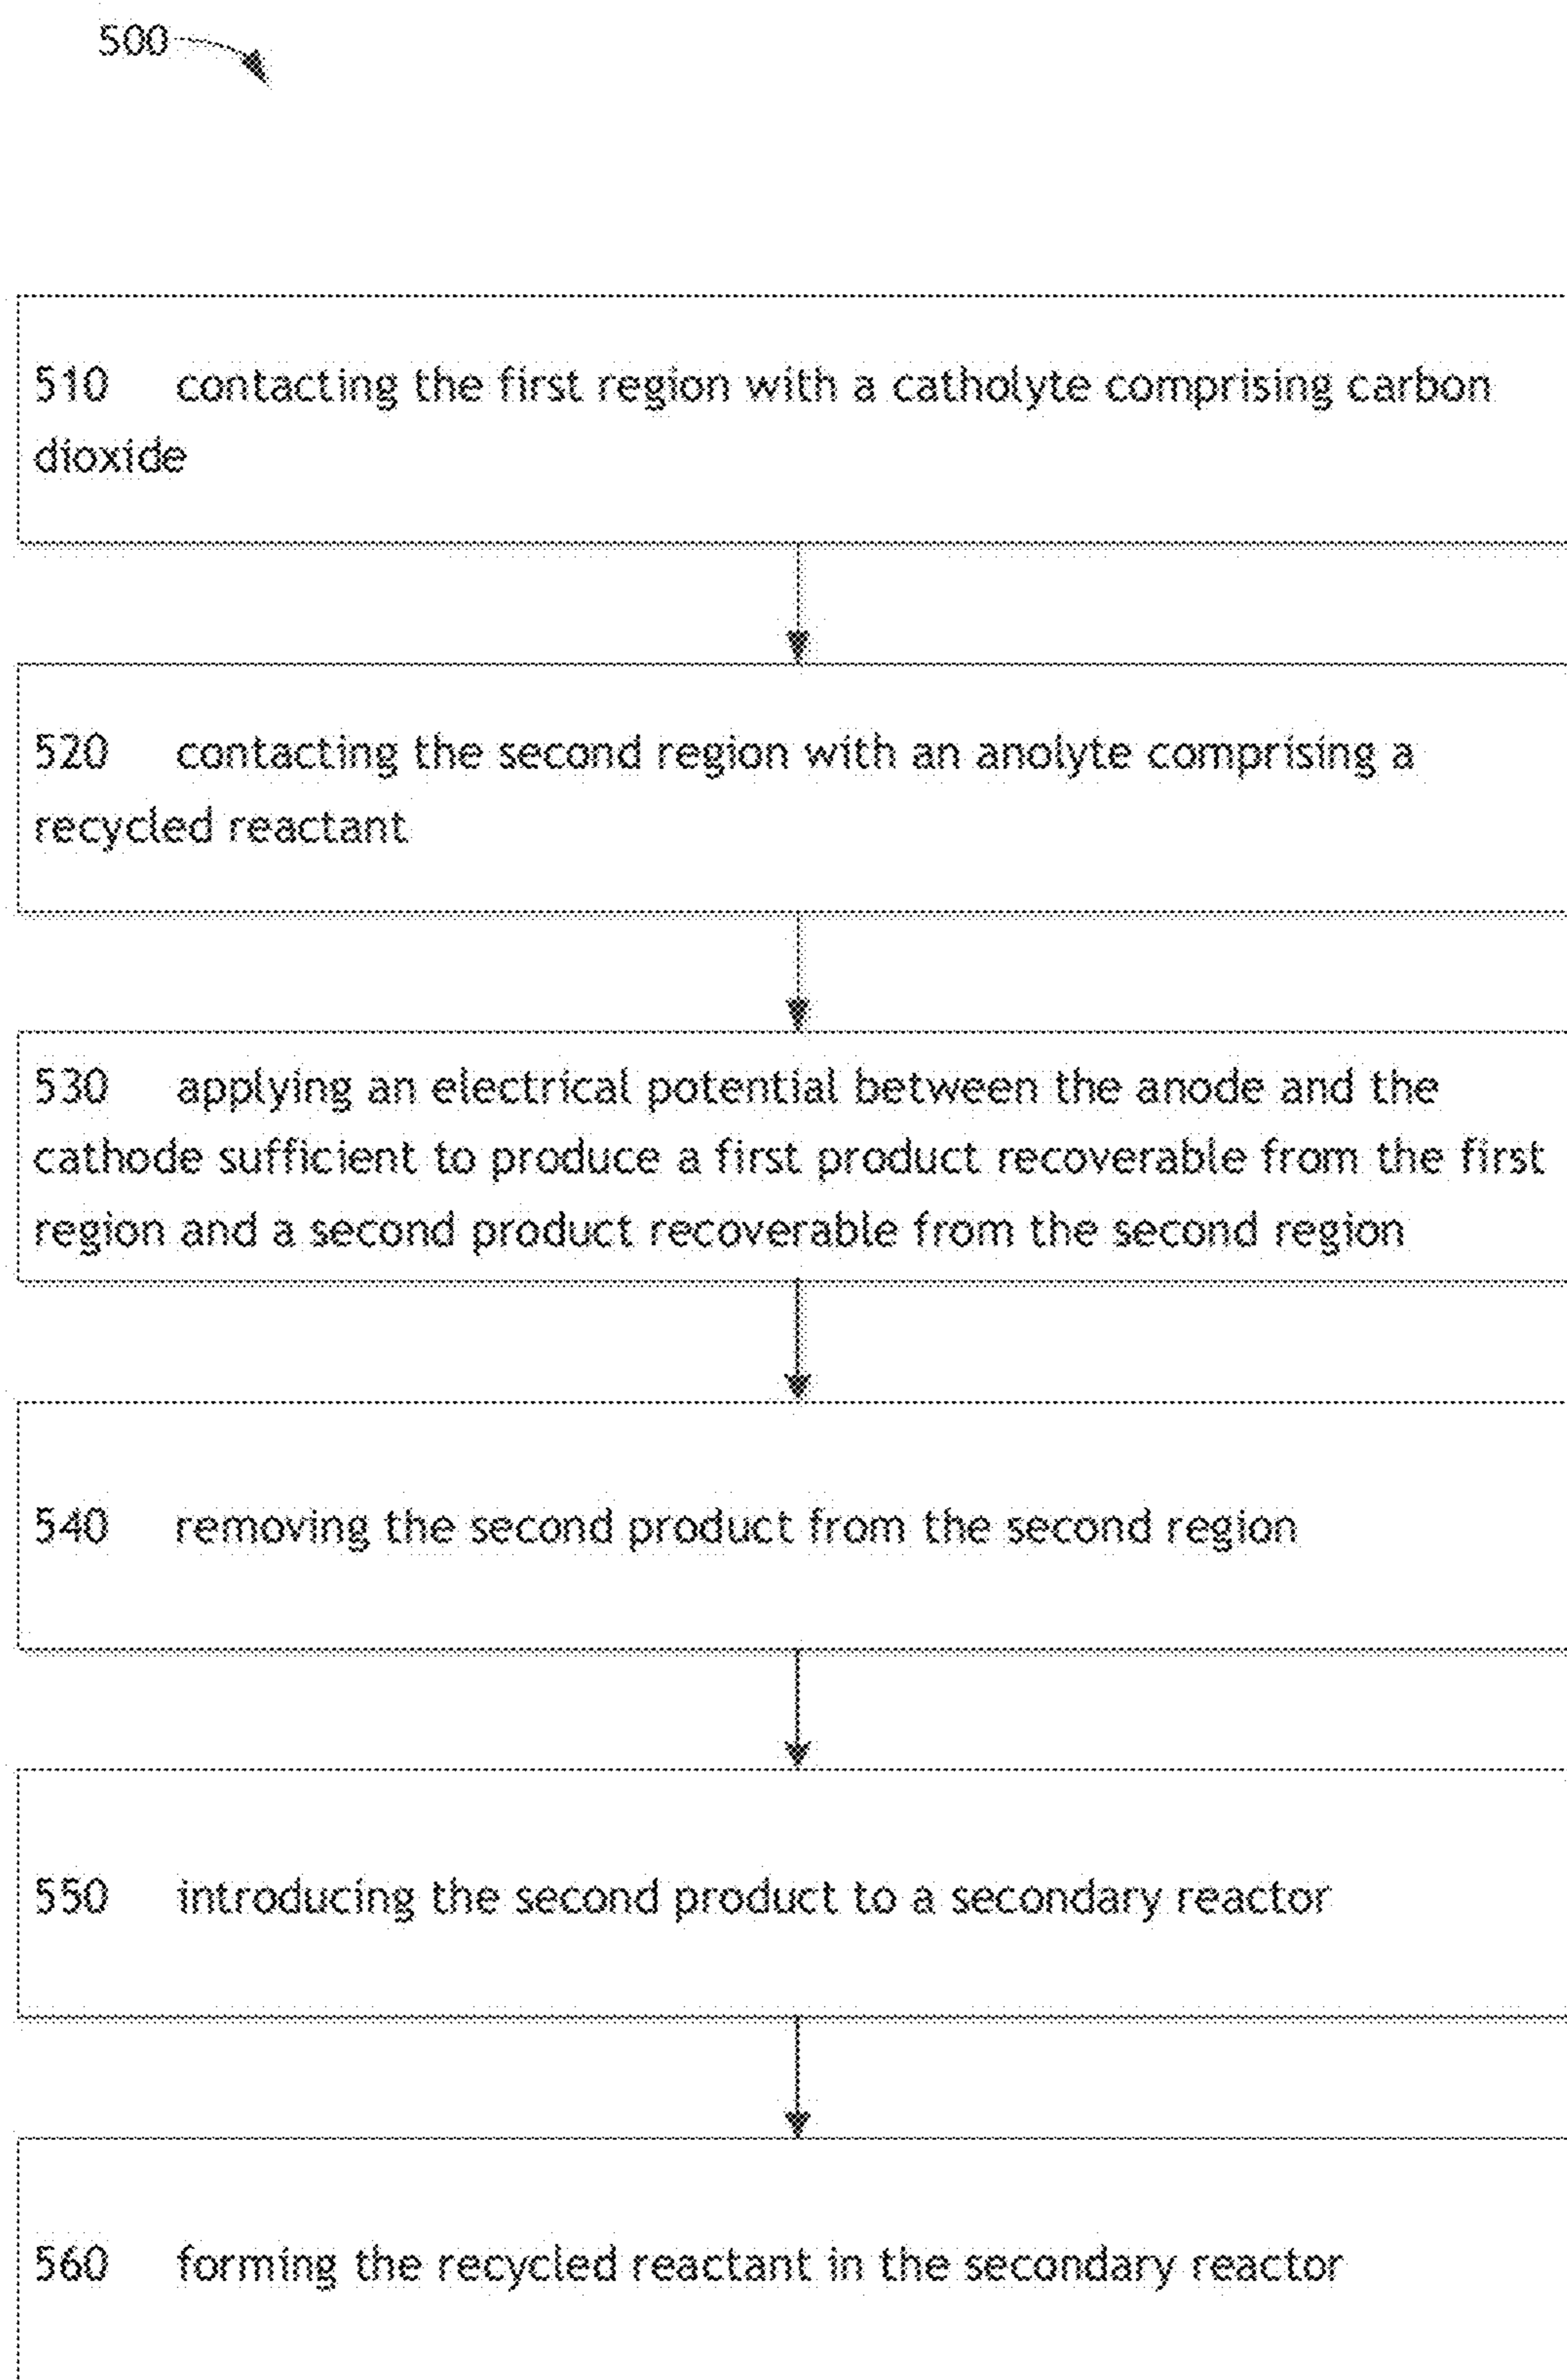 500
510 contacting the first region with a catholyte comprising carbon
dioxide
520 contacting the second region with an anolyte comprising a
recycled reactant
530 applying an electrical potential between the anode and the
cathode sufficient to produce a first product recoverable from the first
region and a second product recoverable from the second region
540 removing the second product from the second region
550 introducing the second product to a secondary reactor
560 forming the recycled reactant in the secondary reactor